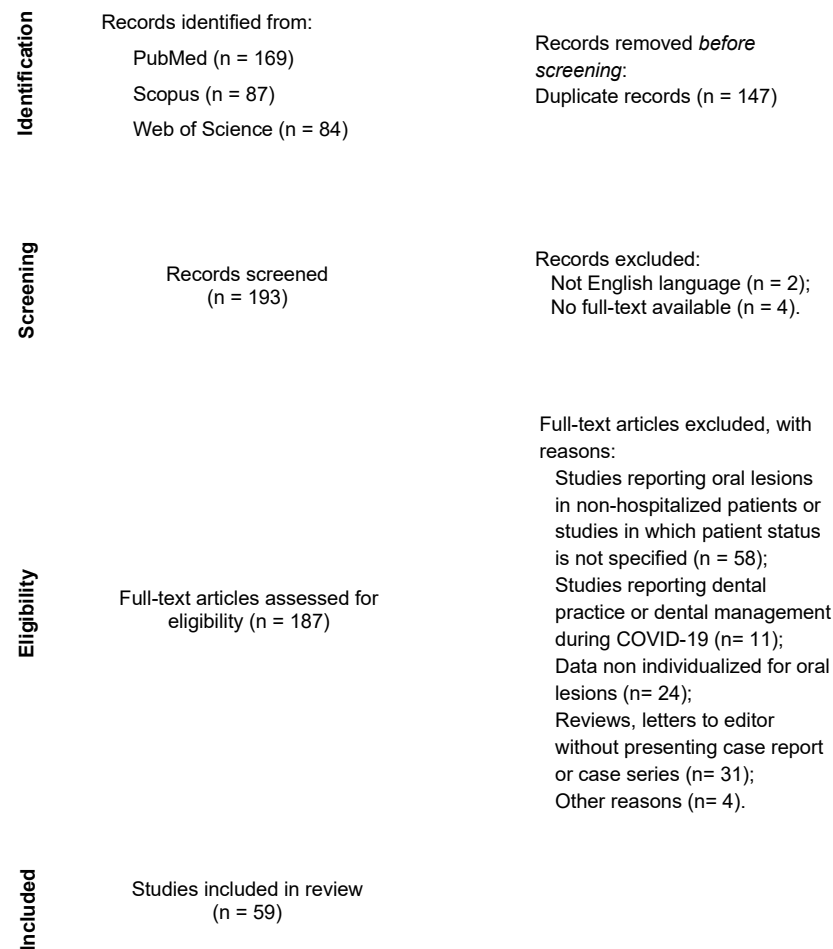 Identification
Records identified from:
PubMed (n = 169)
Scopus (n = 87)
Web of Science (n = 84)
Records removed before
screening:
Duplicate records (n = 147)
Screening
Records screened
(n = 193)
Records excluded:
Not English language (n = 2);
No full-text available (n = 4).
Eligibility
Full-text articles assessed for
eligibility (n = 187)
Full-text articles excluded, with
reasons:
Studies reporting oral lesions
in non-hospitalized patients or
studies in which patient status
is not specified (n = 58);
Studies reporting dental
practice or dental management
during COVID-19 (n= 11);
Data non individualized for oral
lesions (n= 24);
Reviews, letters to editor
without presenting case report
or case series (n= 31);
Other reasons (n= 4).
Included
Studies included in review
(n = 59)